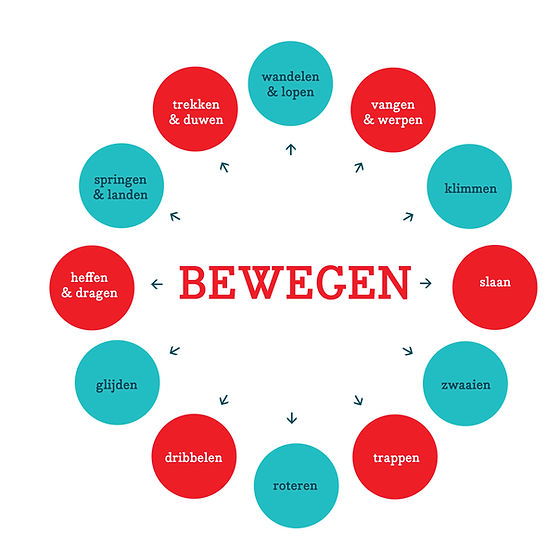 wandelen
& lopen
vangen
& werpen
klimmen
slaan
zwaaien
trappen
roteren
dribbelen
glijden
heffen
& dragen
springen
& landen
trekken
& duwen
BEWEGEN